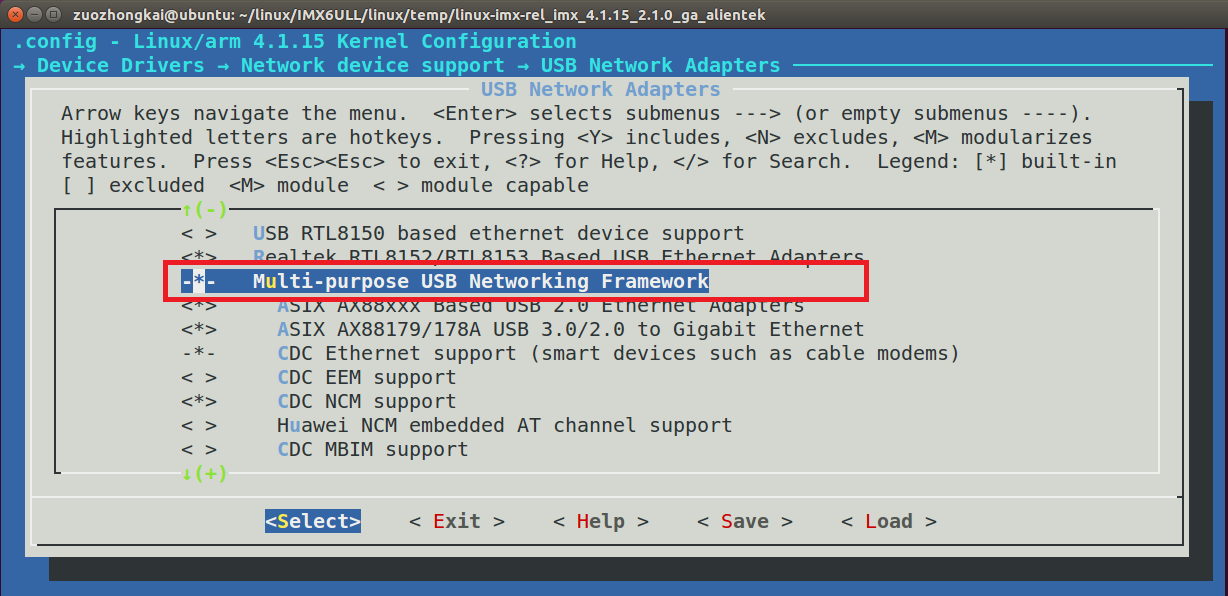 zuozhongkai@ubuntu: ~/linux/IMX6ULL/linux/temp/linux-imx-rel_imx_4.1.15_2.1.0_ga_alientek
.config - Linux/arm 4.1.15 Kernel Configuration
→ Device Drivers → Network device support → USB Network Adapters
USB Network Adapters
Arrow keys navigate the menu.  <Enter> selects submenus ---> (or empty submenus ----).
Highlighted letters are hotkeys.  Pressing <Y> includes, <N> excludes, <M> modularizes
features.  Press <Esc><Esc> to exit, <?> for Help, </> for Search.  Legend: [*] built-in
[ ] excluded  <M> module  < > module capable
↑(-)
< >   USB RTL8150 based ethernet device support
<*>   Realtek RTL8152/RTL8153 Based USB Ethernet Adapters
-*-   Multi-purpose USB Networking Framework
<*>     ASIX AX88xxx Based USB 2.0 Ethernet Adapters
<*>     ASIX AX88179/178A USB 3.0/2.0 to Gigabit Ethernet
-*-     CDC Ethernet support (smart devices such as cable modems)
< >     CDC EEM support
<*>     CDC NCM support
< >     Huawei NCM embedded AT channel support
< >     CDC MBIM support
↓(+)
<Select>    < Exit >    < Help >    < Save >    < Load >